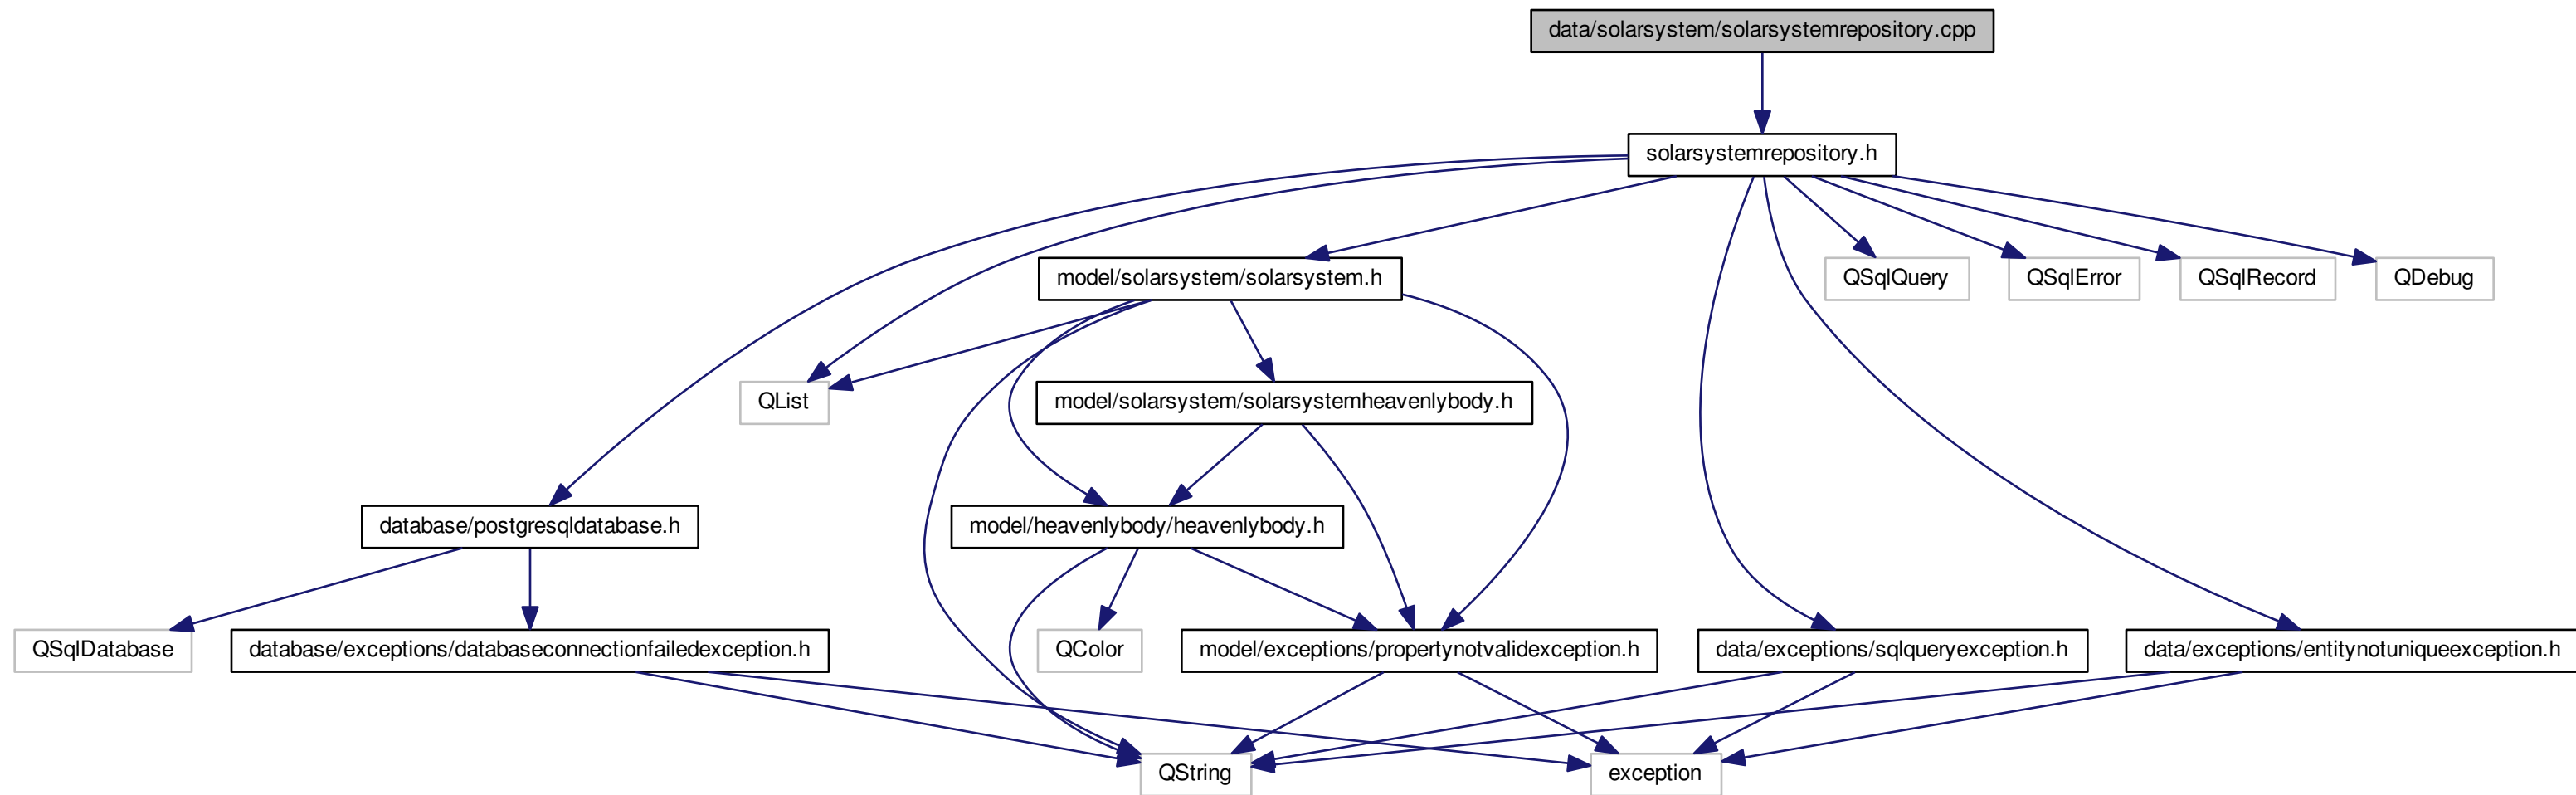 data/solarsystem/solarsystemrepository.cpp
solarsystemrepository.h
model/solarsystem/solarsystem.h
QSqlQuery
QSqlError
QSqlRecord
QDebug
QList
model/solarsystem/solarsystemheavenlybody.h
database/postgresqldatabase.h
model/heavenlybody/heavenlybody.h
QSqlDatabase
database/exceptions/databaseconnectionfailedexception.h
QColor
model/exceptions/propertynotvalidexception.h
data/exceptions/sqlqueryexception.h
data/exceptions/entitynotuniqueexception.h
QString
exception